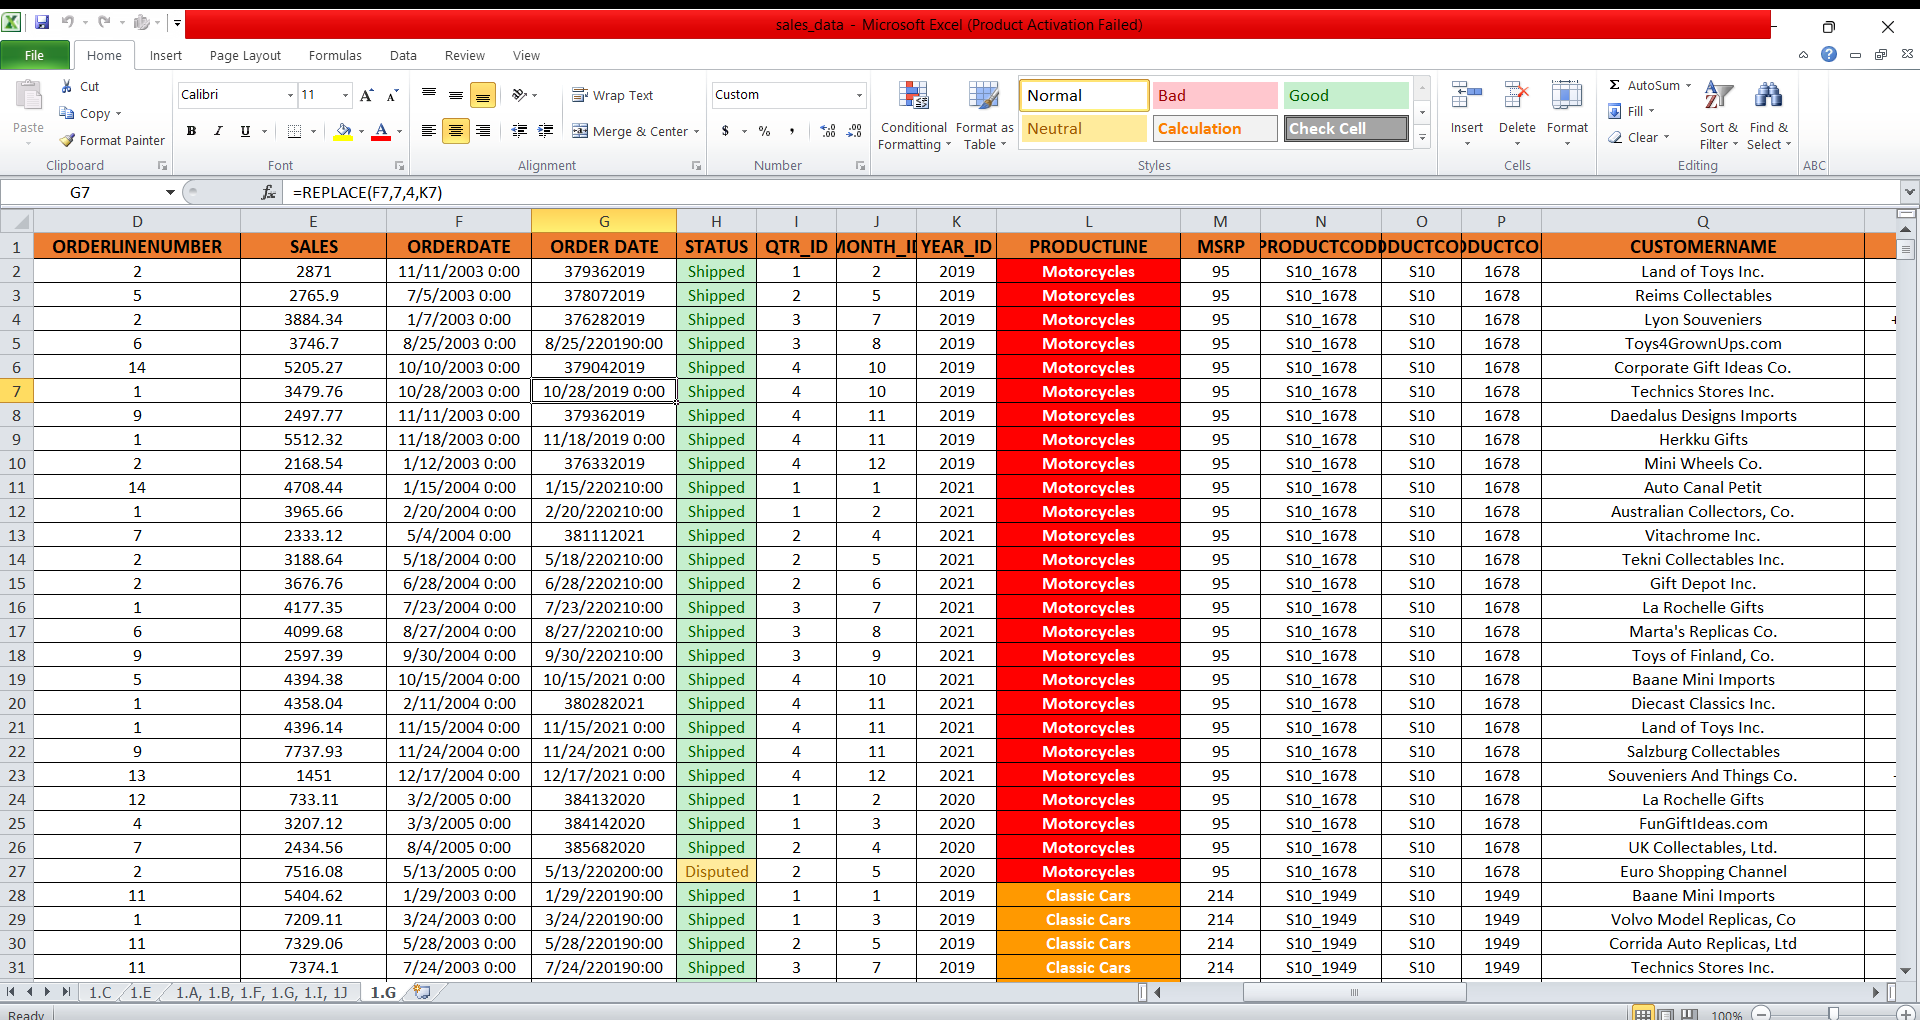 sales_data - Microsoft Excel (Product Activation Failed)
File Home Insert Page Layout Formulas Data Review View
Paste
Cut
Copy
Format Painter
Clipboard
Calibri 11
B I U
Font
Wrap Text
Merge & Center
Alignment
Custom
$ % ,
Number
Conditional Formatting
Format as Table
Normal Bad Good
Neutral Calculation Check Cell
Styles
Insert Delete Format
Cells
Σ AutoSum
Fill
Clear
Sort & Filter
Find & Select
Editing
ABC
G7 fx =REPLACE(F7,7,4,K7)
D E F G H I J K L M N O P Q
1 ORDERLINENUMBER SALES ORDERDATE ORDER DATE STATUS QTR_ID MONTH_ID YEAR_ID PRODUCTLINE MSRP PRODUCTCOD DUCTCO DUCTCO CUSTOMERNAME
2 2 2871 11/11/2003 0:00 379362019 Shipped 1 2 2019 Motorcycles 95 S10_1678 S10 1678 Land of Toys Inc.
3 5 2765.9 7/5/2003 0:00 378072019 Shipped 2 5 2019 Motorcycles 95 S10_1678 S10 1678 Reims Collectables
4 2 3884.34 1/7/2003 0:00 376282019 Shipped 3 7 2019 Motorcycles 95 S10_1678 S10 1678 Lyon Souveniers
5 6 3746.7 8/25/2003 0:00 8/25/220190:00 Shipped 3 8 2019 Motorcycles 95 S10_1678 S10 1678 Toys4GrownUps.com
6 14 5205.27 10/10/2003 0:00 379042019 Shipped 4 10 2019 Motorcycles 95 S10_1678 S10 1678 Corporate Gift Ideas Co.
7 1 3479.76 10/28/2003 0:00 10/28/2019 0:00 Shipped 4 10 2019 Motorcycles 95 S10_1678 S10 1678 Technics Stores Inc.
8 9 2497.77 11/11/2003 0:00 379362019 Shipped 4 11 2019 Motorcycles 95 S10_1678 S10 1678 Daedalus Designs Imports
9 1 5512.32 11/18/2003 0:00 11/18/2019 0:00 Shipped 4 11 2019 Motorcycles 95 S10_1678 S10 1678 Herkku Gifts
10 2 2168.54 1/12/2003 0:00 376332019 Shipped 4 12 2019 Motorcycles 95 S10_1678 S10 1678 Mini Wheels Co.
11 14 4708.44 1/15/2004 0:00 1/15/220210:00 Shipped 1 1 2021 Motorcycles 95 S10_1678 S10 1678 Auto Canal Petit
12 1 3965.66 2/20/2004 0:00 2/20/220210:00 Shipped 1 2 2021 Motorcycles 95 S10_1678 S10 1678 Australian Collectors, Co.
13 7 2333.12 5/4/2004 0:00 381112021 Shipped 2 4 2021 Motorcycles 95 S10_1678 S10 1678 Vitachrome Inc.
14 2 3188.64 5/18/2004 0:00 5/18/220210:00 Shipped 2 5 2021 Motorcycles 95 S10_1678 S10 1678 Tekni Collectables Inc.
15 2 3676.76 6/28/2004 0:00 6/28/220210:00 Shipped 2 6 2021 Motorcycles 95 S10_1678 S10 1678 Gift Depot Inc.
16 1 4177.35 7/23/2004 0:00 7/23/220210:00 Shipped 3 7 2021 Motorcycles 95 S10_1678 S10 1678 La Rochelle Gifts
17 6 4099.68 8/27/2004 0:00 8/27/220210:00 Shipped 3 8 2021 Motorcycles 95 S10_1678 S10 1678 Marta's Replicas Co.
18 9 2597.39 9/30/2004 0:00 9/30/220210:00 Shipped 3 9 2021 Motorcycles 95 S10_1678 S10 1678 Toys of Finland, Co.
19 5 4394.38 10/15/2004 0:00 10/15/2021 0:00 Shipped 4 10 2021 Motorcycles 95 S10_1678 S10 1678 Baane Mini Imports
20 1 4358.04 2/11/2004 0:00 380282021 Shipped 4 11 2021 Motorcycles 95 S10_1678 S10 1678 Diecast Classics Inc.
21 1 4396.14 11/15/2004 0:00 11/15/2021 0:00 Shipped 4 11 2021 Motorcycles 95 S10_1678 S10 1678 Land of Toys Inc.
22 9 7737.93 11/24/2004 0:00 11/24/2021 0:00 Shipped 4 11 2021 Motorcycles 95 S10_1678 S10 1678 Salzburg Collectables
23 13 1451 12/17/2004 0:00 12/17/2021 0:00 Shipped 4 12 2021 Motorcycles 95 S10_1678 S10 1678 Souveniers And Things Co.
24 12 733.11 3/2/2005 0:00 384132020 Shipped 1 2 2020 Motorcycles 95 S10_1678 S10 1678 La Rochelle Gifts
25 4 3207.12 3/3/2005 0:00 384142020 Shipped 1 3 2020 Motorcycles 95 S10_1678 S10 1678 FunGiftIdeas.com
26 7 2434.56 8/4/2005 0:00 385682020 Shipped 2 4 2020 Motorcycles 95 S10_1678 S10 1678 UK Collectables, Ltd.
27 2 7516.08 5/13/2005 0:00 5/13/220200:00 Disputed 2 5 2020 Motorcycles 95 S10_1678 S10 1678 Euro Shopping Channel
28 11 5404.62 1/29/2003 0:00 1/29/220190:00 Shipped 1 1 2019 Classic Cars 214 S10_1949 S10 1949 Baane Mini Imports
29 1 7209.11 3/24/2003 0:00 3/24/220190:00 Shipped 1 3 2019 Classic Cars 214 S10_1949 S10 1949 Volvo Model Replicas, Co
30 11 7329.06 5/28/2003 0:00 5/28/220190:00 Shipped 2 5 2019 Classic Cars 214 S10_1949 S10 1949 Corrida Auto Replicas, Ltd
31 11 7374.1 7/24/2003 0:00 7/24/220190:00 Shipped 3 7 2019 Classic Cars 214 S10_1949 S10 1949 Technics Stores Inc.
1.C 1.E 1.A, 1.B, 1.F, 1.G, 1.I, 1J 1.G
Ready 100%